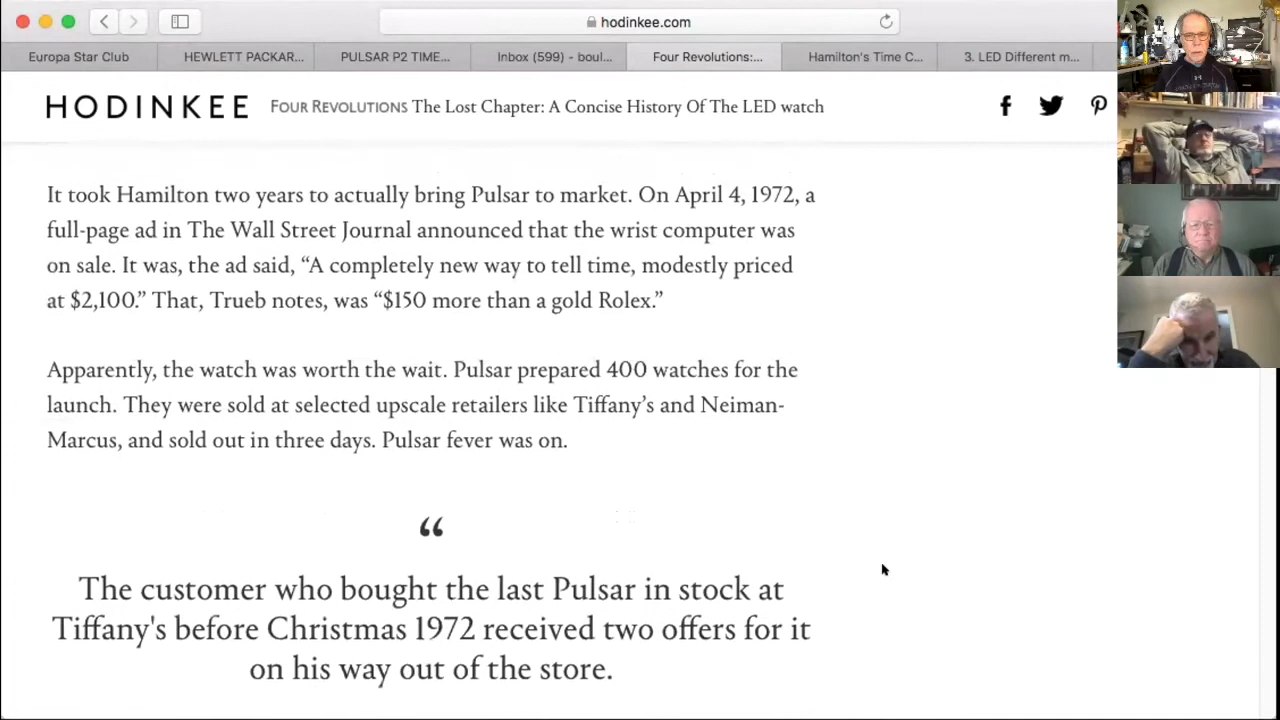 hodinkee.com
Europa Star Club
HEWLETT PACKAR...
PULSAR P2 TIME...
Inbox (599) - boul...
Four Revolutions:...
Hamilton's Time C...
3. LED Different m...
HODINKEE
FOUR REVOLUTIONS The Lost Chapter: A Concise History Of The LED watch
It took Hamilton two years to actually bring Pulsar to market. On April 4, 1972, a
full-page ad in The Wall Street Journal announced that the wrist computer was
on sale. It was, the ad said, “A completely new way to tell time, modestly priced
at $2,100.” That, Trueb notes, was “$150 more than a gold Rolex.”
Apparently, the watch was worth the wait. Pulsar prepared 400 watches for the
launch. They were sold at selected upscale retailers like Tiffany’s and Neiman-
Marcus, and sold out in three days. Pulsar fever was on.
“
The customer who bought the last Pulsar in stock at
Tiffany's before Christmas 1972 received two offers for it
on his way out of the store.